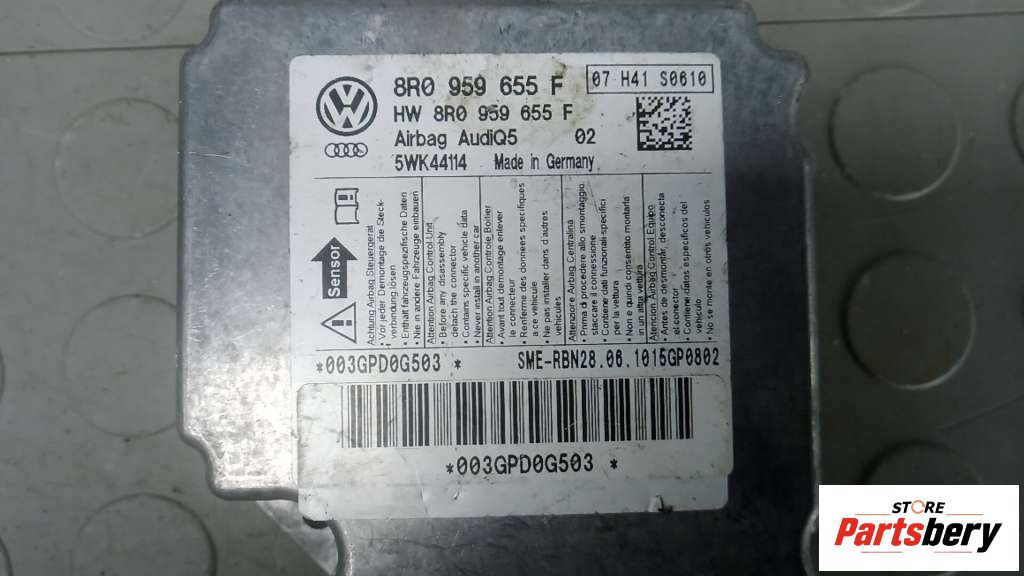 8R0 959 655 F
07 H41 S0610
HW 8R0 959 655 F
Airbag AudiQ5 02
5WK44114 Made in Germany
Sensor
Achtung Airbag Steuergerät
• Vor jeder Demontage die Steck-
verbindung lösen
• Enthält fahrzeugspezifische Daten
• Nie in andere Fahrzeuge einbauen
Attention Airbag Control Unit
• Before any disassembly
detach the connector
• Contains specific vehicle data
• Never install in another car
Attention Airbag Controle Boitier
• Avant tout demontage enlever
le connecteur
• Renferme des données spécifiques
a ce véhicule
• Ne pas installer dans d'autres
véhicules
Attenzione Airbag Centralina
• Prima di procedere allo smontaggio,
staccare il connessione
• Contiene dati funzionali specifici
per la vettura
• Non e quindi consentito montarla
in un altra vettura
Atencion Airbag Control Equipo
• Antes de desmontar, desconecta
el conector
• Contiene datos especificos del
vehiculo
• No se monte en otros vehiculos
*003GPD0G503 * SME-RBN28.06.1015GP0802
*003GPD0G503 *
STORE
Partsbery